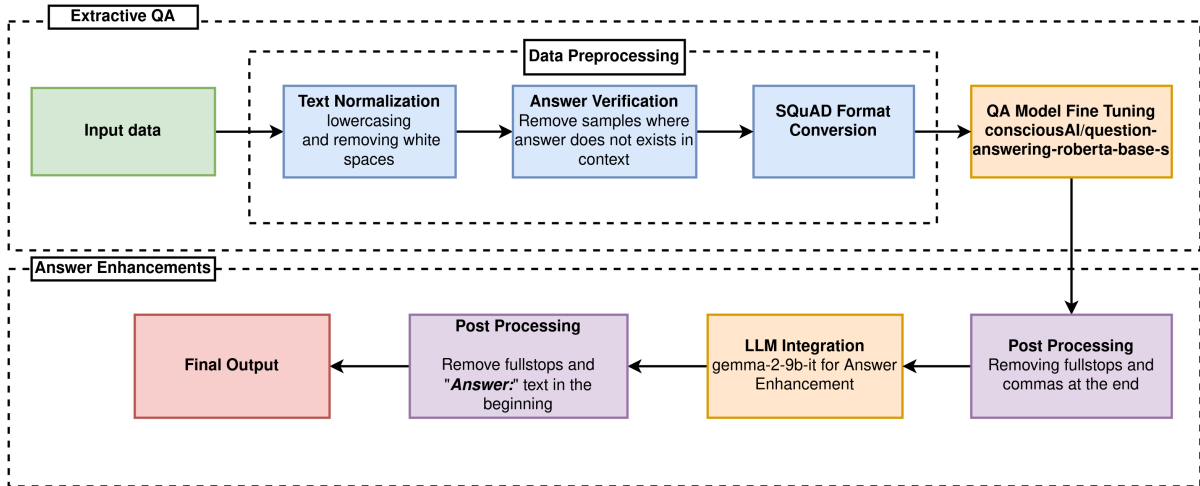 Extractive QA
Data Preprocessing
Input data
Text Normalization
lowercasing
and removing white
spaces
Answer Verification
Remove samples where
answer does not exists in
context
SQuAD Format
Conversion
QA Model Fine Tuning
consciousAI/question-
answering-roberta-base-s
Answer Enhancements
Final Output
Post Processing
Remove fullstops and
"Answer:" text in the
beginning
LLM Integration
gemma-2-9b-it for Answer
Enhancement
Post Processing
Removing fullstops and
commas at the end